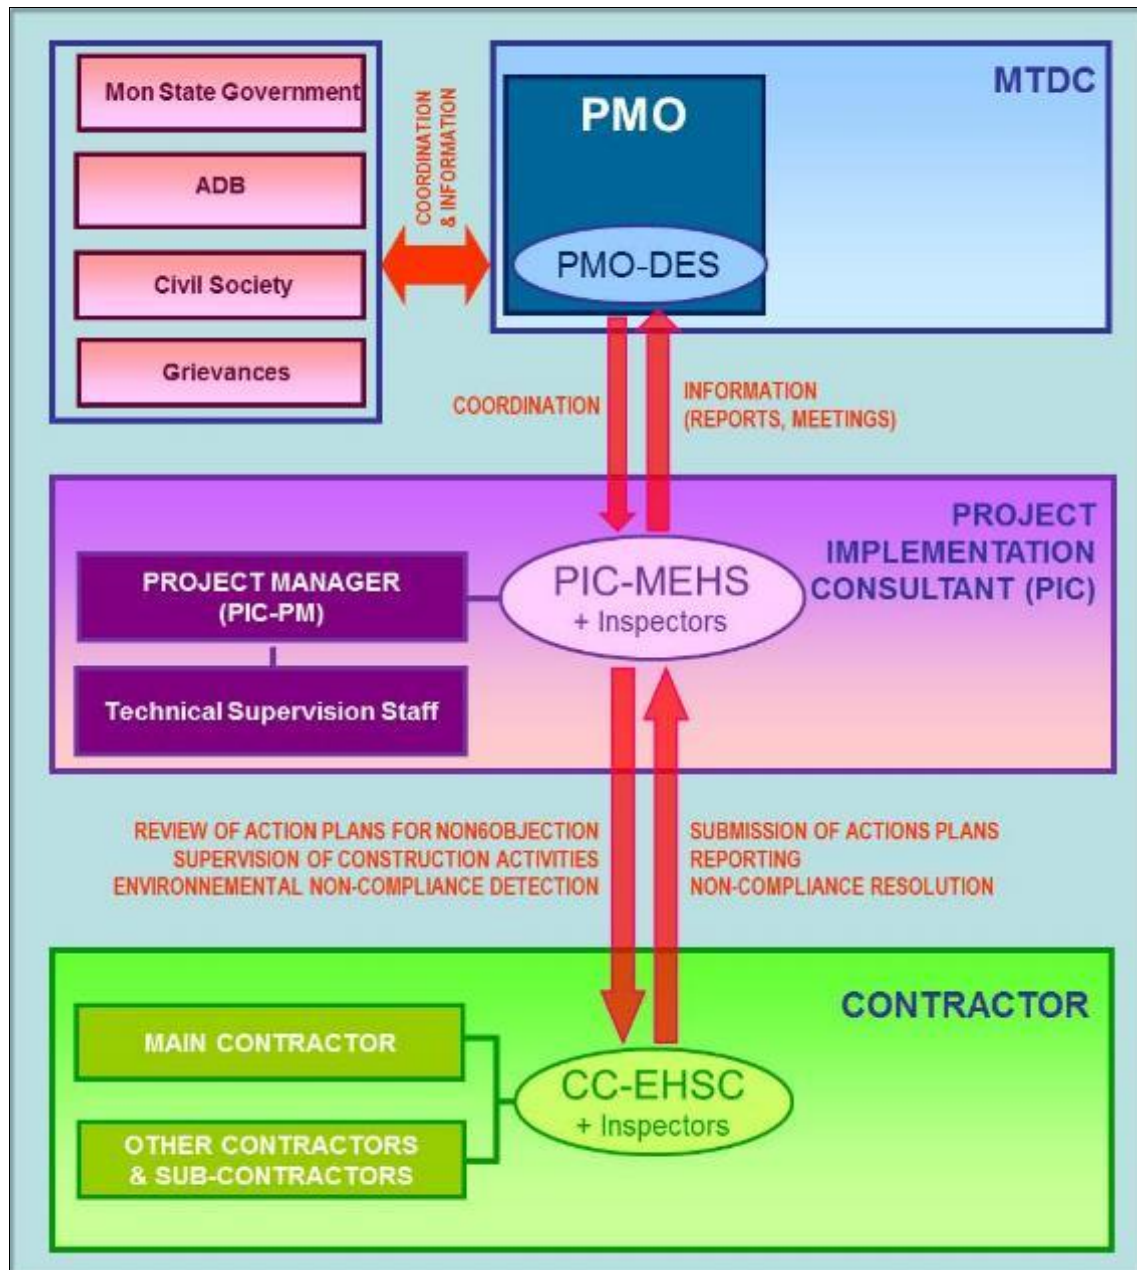 Mon State Government
ADB
Civil Society
Grievances
COORDINATION
& INFORMATION
MTDC
PMO
PMO-DES
COORDINATION
INFORMATION
(REPORTS, MEETINGS)
PROJECT
IMPLEMENTATION
CONSULTANT (PIC)
PROJECT MANAGER
(PIC-PM)
Technical Supervision Staff
PIC-MEHS
+ Inspectors
REVIEW OF ACTION PLANS FOR NON6OBJECTION
SUPERVISION OF CONSTRUCTION ACTIVITIES
ENVIRONNEMENTAL NON-COMPLIANCE DETECTION
SUBMISSION OF ACTIONS PLANS
REPORTING
NON-COMPLIANCE RESOLUTION
CONTRACTOR
MAIN CONTRACTOR
OTHER CONTRACTORS
& SUB-CONTRACTORS
CC-EHSC
+ Inspectors